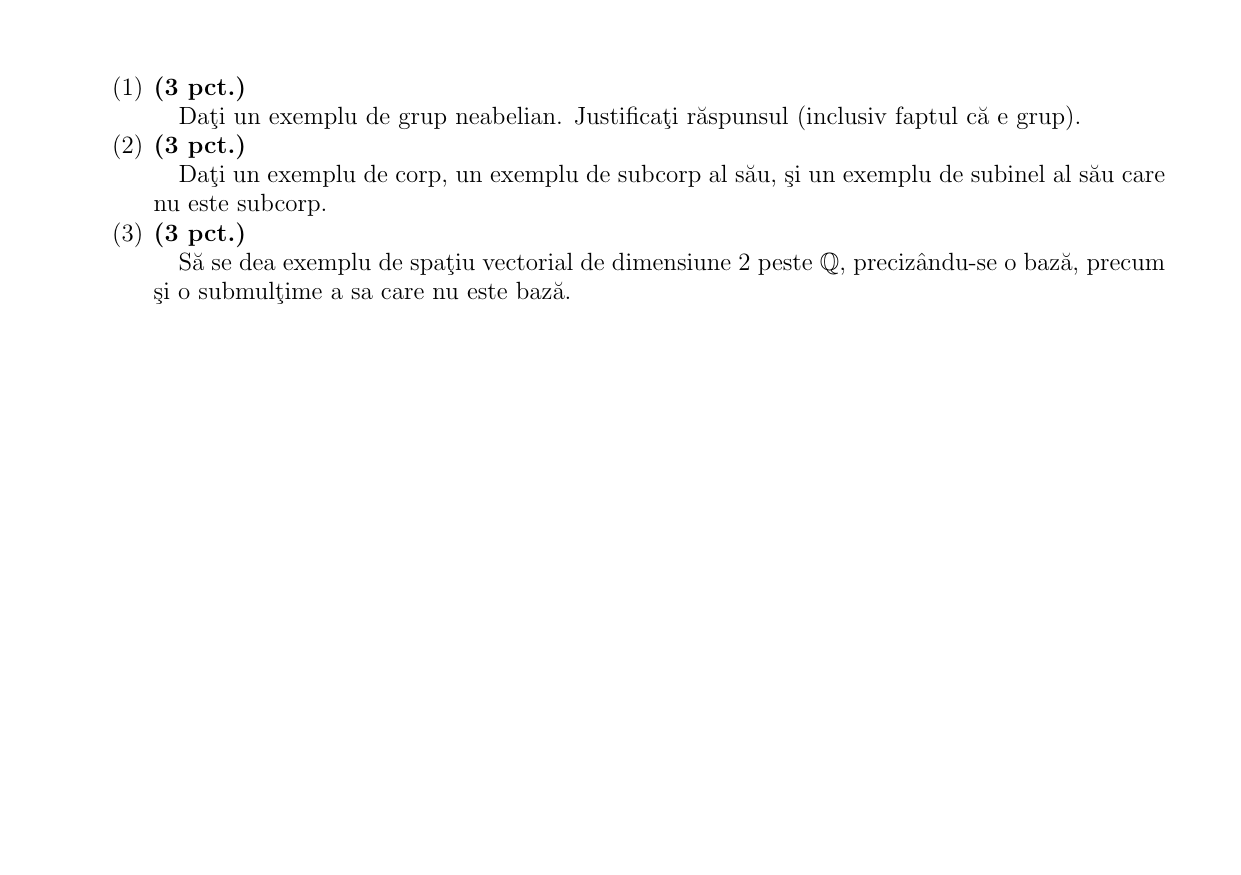 (1) (3 pct.)
Daţi un exemplu de grup neabelian. Justificaţi răspunsul (inclusiv faptul că e grup).
(2) (3 pct.)
Daţi un exemplu de corp, un exemplu de subcorp al său, şi un exemplu de subinel al său care
nu este subcorp.
(3) (3 pct.)
Să se dea exemplu de spaţiu vectorial de dimensiune 2 peste ℚ, precizându-se o bază, precum
şi o submulţime a sa care nu este bază.